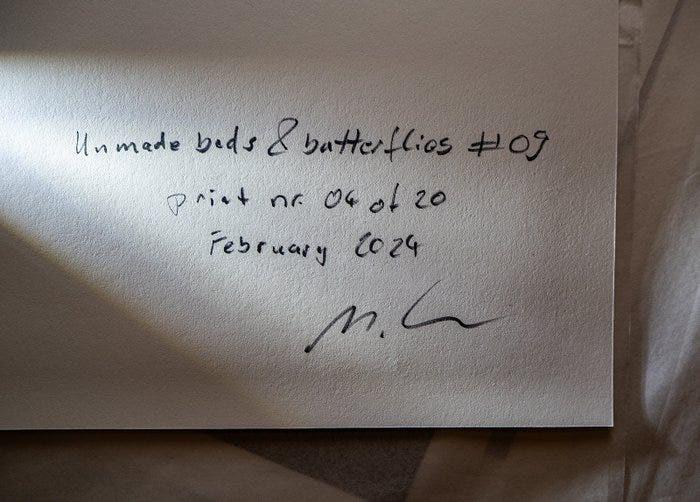 Unmade beds & butterflies #09
print nr. 04 of 20
February 2024